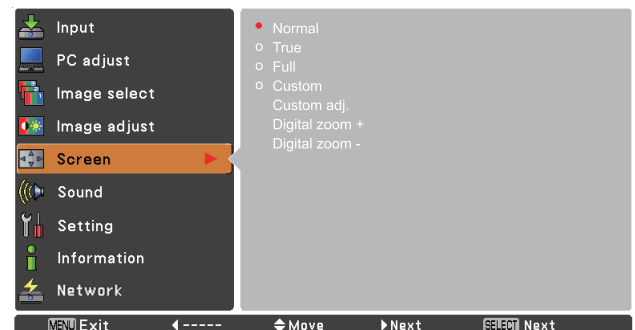 Input
PC adjust
Image select
Image adjust
Screen
Sound
Setting
Information
Network
Normal
o True
o Full
o Custom
Custom adj.
Digital zoom +
Digital zoom -
MENU Exit ----- Move Next SELECT Next